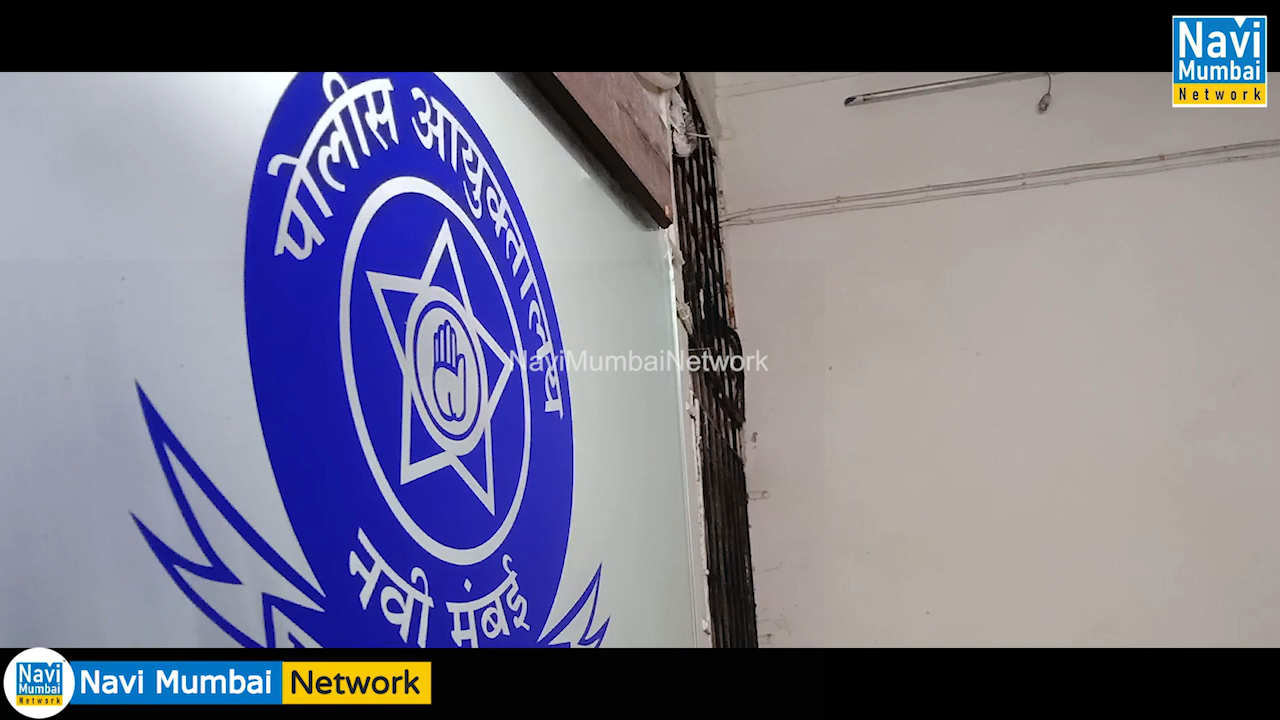 Navi
Mumbai
Network
पोलीस आयुक्तालय
NaviMumbaiNetwork
नवी मुंबई
Navi
Mumbai
Network
Navi Mumbai Network